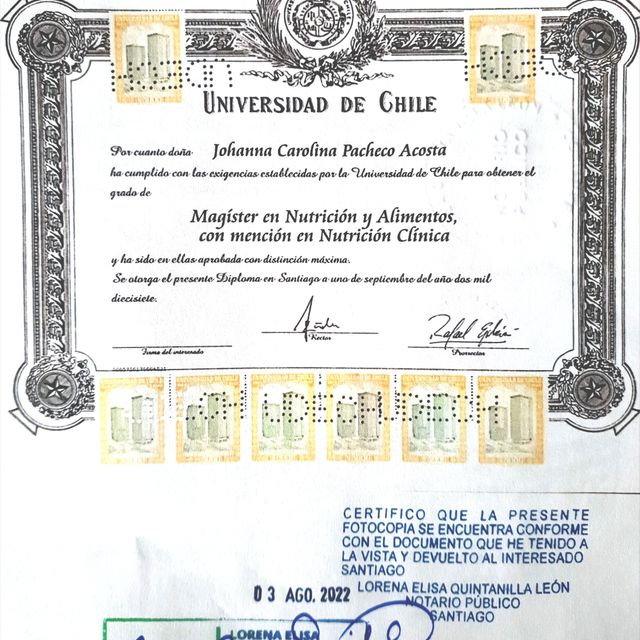 UNIVERSIDAD DE CHILE
Por cuanto doña Johanna Carolina Pacheco Acosta
ha cumplido con las exigencias establecidas por la Universidad de Chile para obtener el
grado de
Magíster en Nutrición y Alimentos,
con mención en Nutrición Clínica
y ha sido en ellas aprobada con distinción máxima.
Se otorga el presente Diploma en Santiago a uno de septiembre del año dos mil
diecisiete.
Firma del interesado
Rector
Prorrector
CERTIFICO QUE LA PRESENTE
FOTOCOPIA SE ENCUENTRA CONFORME
CON EL DOCUMENTO QUE HE TENIDO A
LA VISTA Y DEVUELTO AL INTERESADO
SANTIAGO
03 AGO. 2022
LORENA ELISA QUINTANILLA LEÓN
NOTARIO PÚBLICO
SANTIAGO
LORENA ELISA